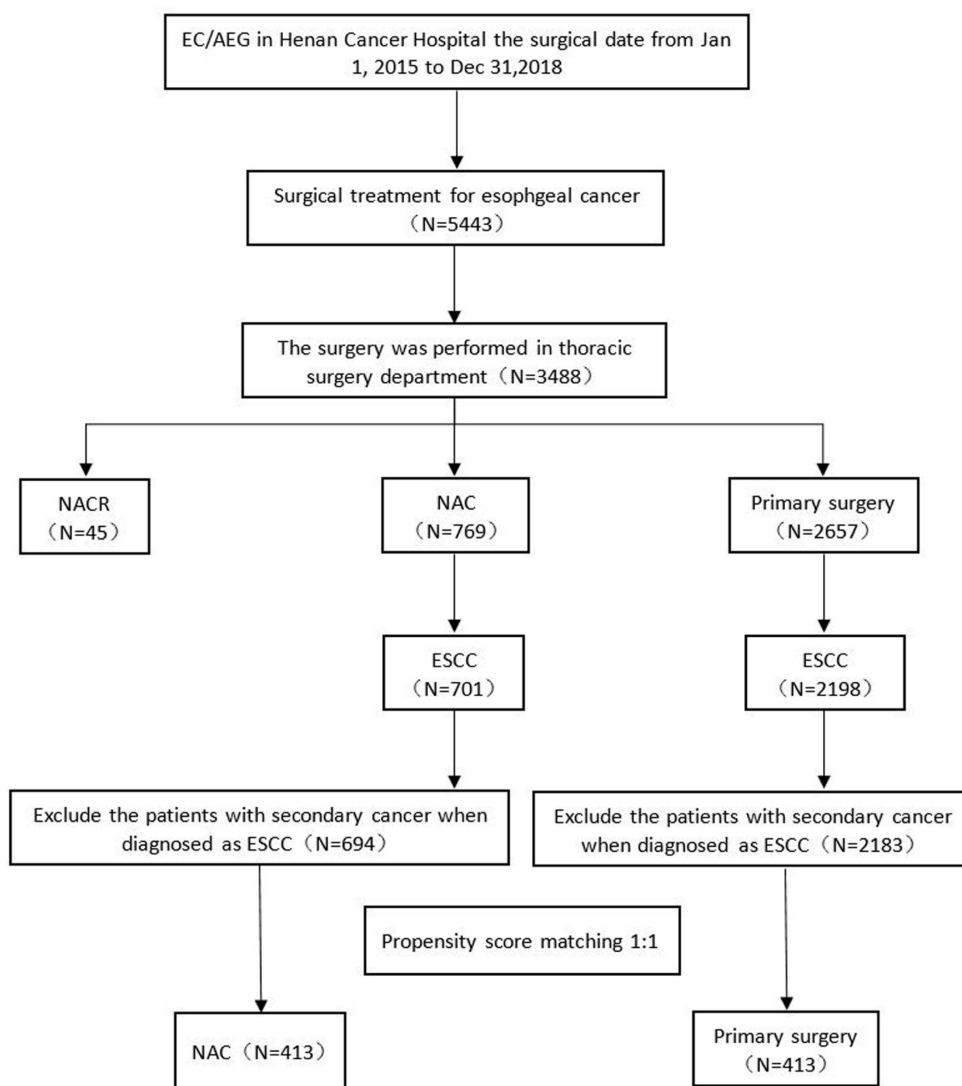 EC/AEG in Henan Cancer Hospital the surgical date from Jan
1, 2015 to Dec 31,2018
Surgical treatment for esophgeal cancer
（N=5443）
The surgery was performed in thoracic
surgery department（N=3488）
NACR
（N=45）
NAC
（N=769）
Primary surgery
（N=2657）
ESCC
（N=701）
ESCC
（N=2198）
Exclude the patients with secondary cancer when
diagnosed as ESCC（N=694）
Exclude the patients with secondary cancer
when diagnosed as ESCC（N=2183）
Propensity score matching 1:1
NAC（N=413）
Primary surgery
（N=413）